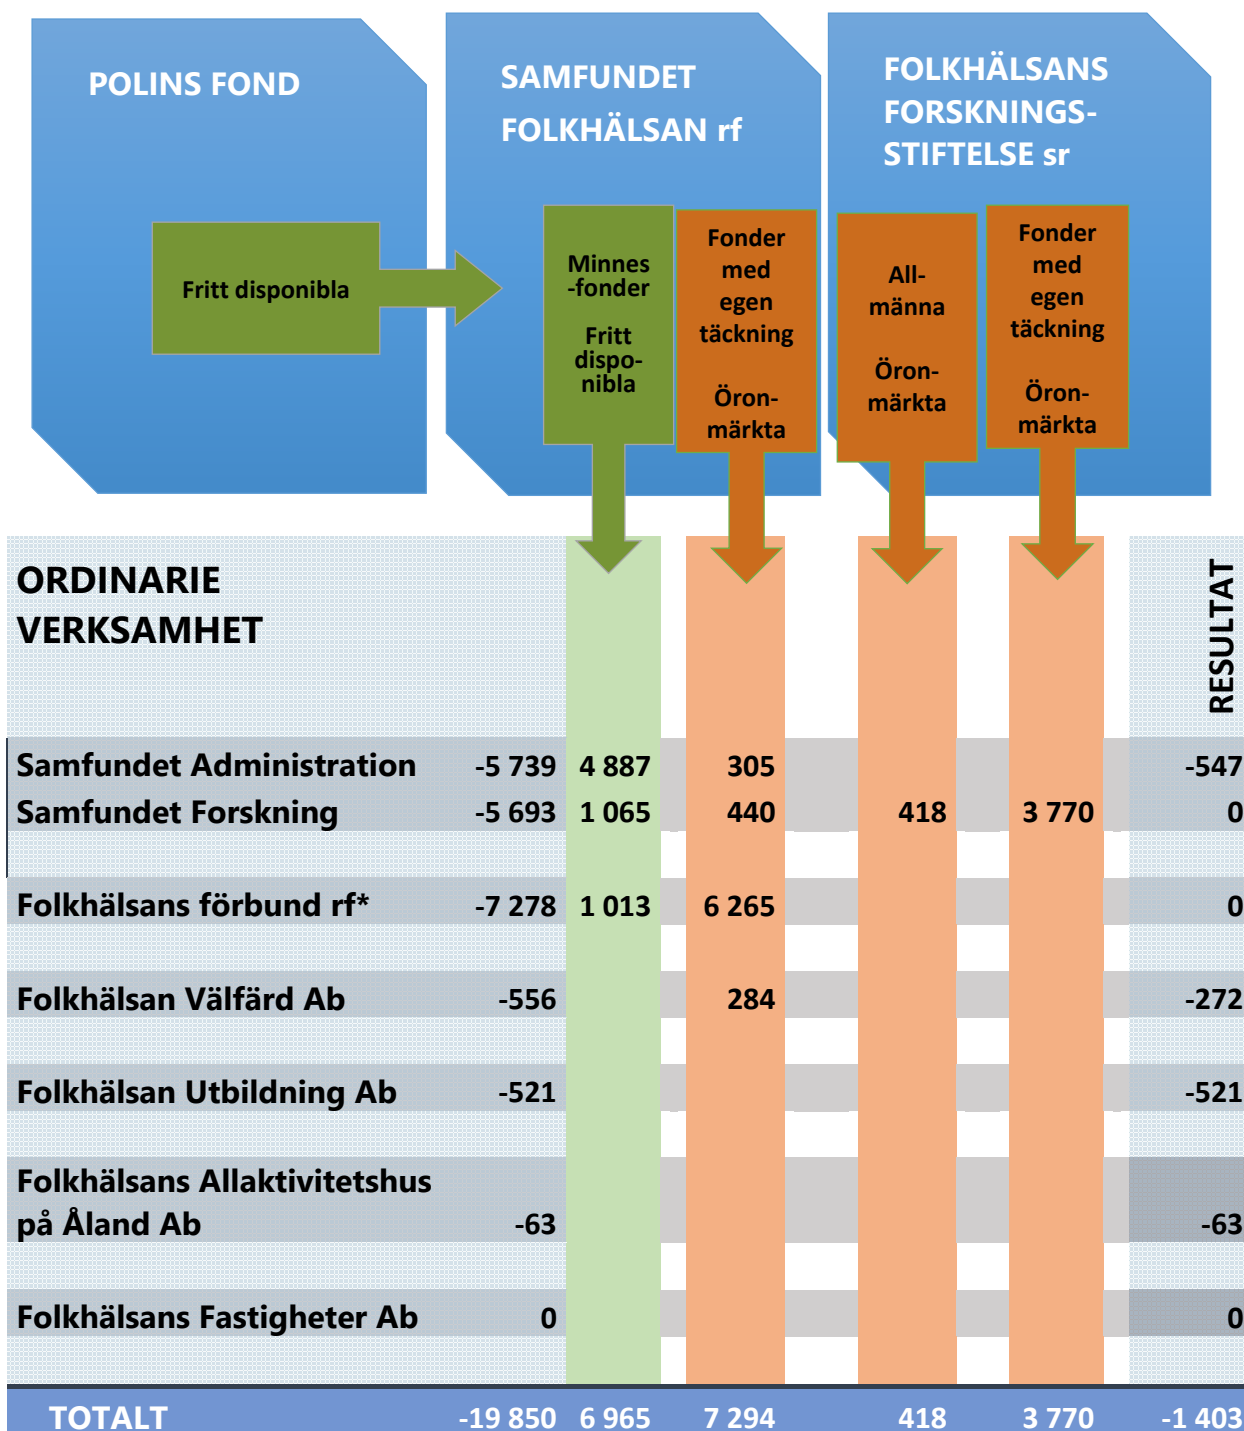 POLINS FOND
Fritt disponibla
SAMFUNDET
FOLKHÄLSAN rf
Minnes
-fonder
Fritt
dispo-
nibla
Fonder
med
egen
täckning
Öron-
märkta
FOLKHÄLSANS
FORSKNINGS-
STIFTELSE sr
All-
männa
Öron-
märkta
Fonder
med
egen
täckning
Öron-
märkta
ORDINARIE
VERKSAMHET
RESULTAT
Samfundet Administration -5 739 4 887 305 -547
Samfundet Forskning -5 693 1 065 440 418 3 770 0
Folkhälsans förbund rf* -7 278 1 013 6 265 0
Folkhälsan Välfärd Ab -556 284 -272
Folkhälsan Utbildning Ab -521 -521
Folkhälsans Allaktivitetshus
på Åland Ab -63 -63
Folkhälsans Fastigheter Ab 0 0
TOTALT -19 850 6 965 7 294 418 3 770 -1 403